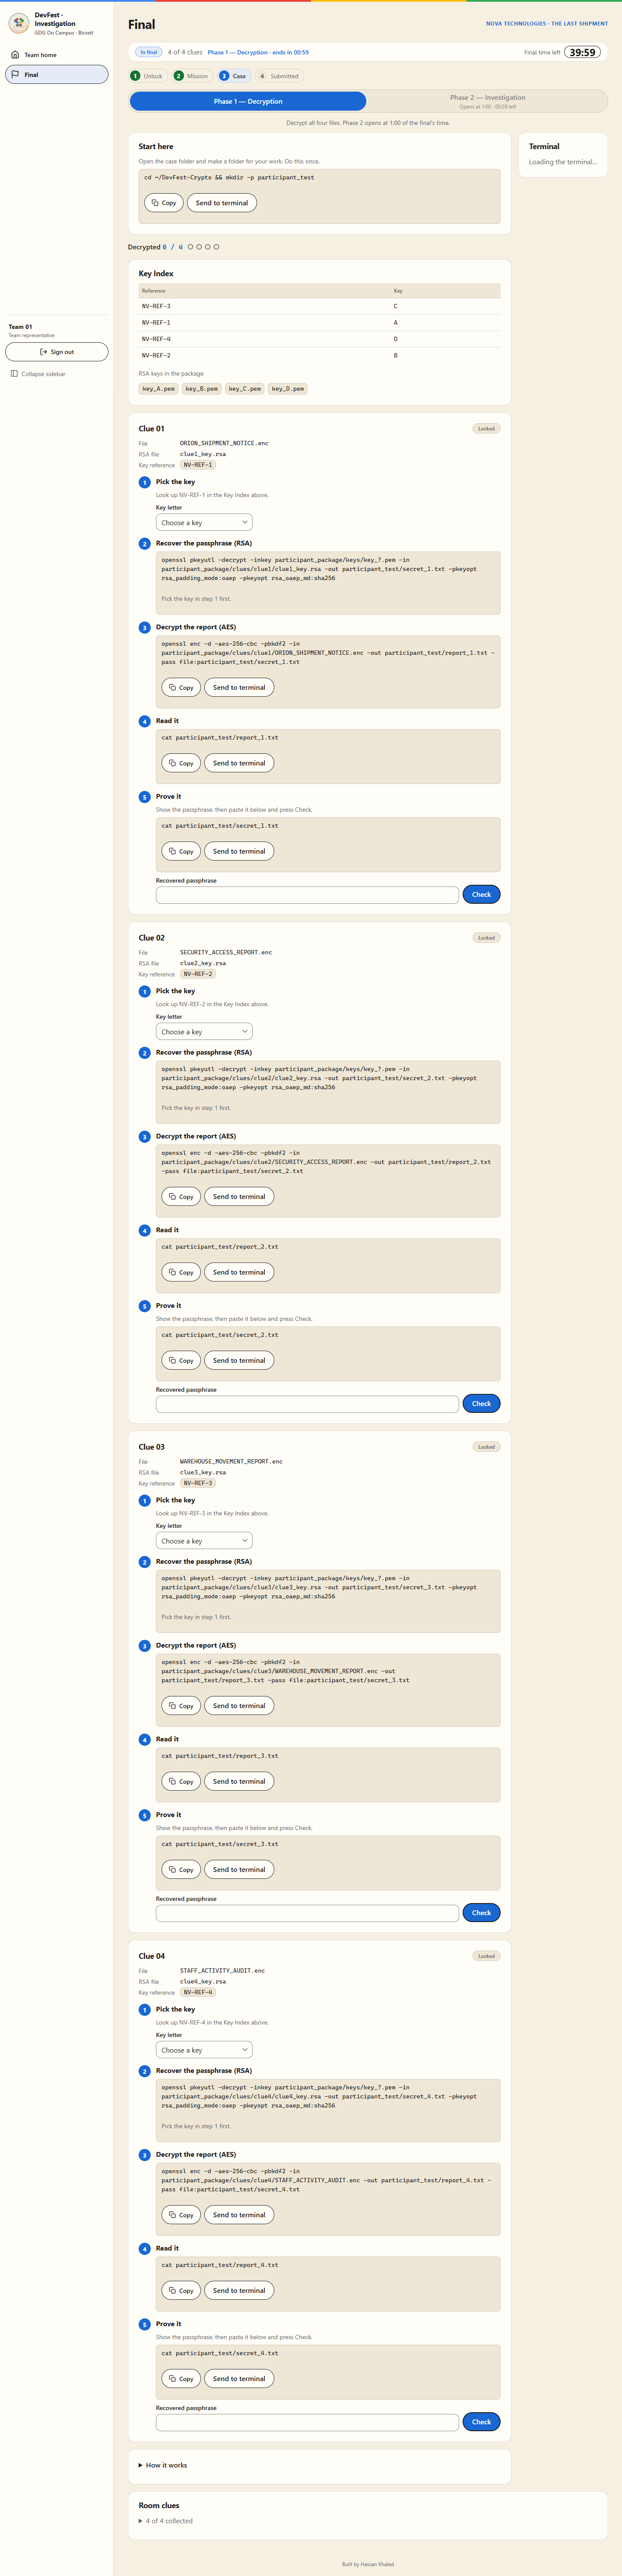 DevFest ·
Investigation
GDG On Campus · Birzeit
Team home
Final
Team 01
Team representative
Sign out
Collapse sidebar
Final
NOVA TECHNOLOGIES · THE LAST SHIPMENT
In final
4 of 4 clues
Phase 1 — Decryption · ends in 00:59
Final time left
39:59
1 Unlock
2 Mission
3 Case
4 Submitted
Phase 1 — Decryption
Phase 2 — Investigation
Opens at 1:00 · 00:59 left
Decrypt all four files. Phase 2 opens at 1:00 of the final's time.
Start here
Open the case folder and make a folder for your work. Do this once.
cd ~/DevFest-Crypto && mkdir -p participant_test
Copy
Send to terminal
Terminal
Loading the terminal...
Decrypted 0 / 4
Key Index
Reference Key
NV-REF-3 C
NV-REF-1 A
NV-REF-4 D
NV-REF-2 B
RSA keys in the package
key_A.pem key_B.pem key_C.pem key_D.pem
Clue 01
Locked
File ORION_SHIPMENT_NOTICE.enc
RSA file clue1_key.rsa
Key reference NV-REF-1
1 Pick the key
Look up NV-REF-1 in the Key Index above.
Key letter
Choose a key
2 Recover the passphrase (RSA)
openssl pkeyutl -decrypt -inkey participant_package/keys/key_?.pem -in
participant_package/clues/clue1/clue1_key.rsa -out participant_test/secret_1.txt -pkeyopt
rsa_padding_mode:oaep -pkeyopt rsa_oaep_md:sha256
Pick the key in step 1 first.
3 Decrypt the report (AES)
openssl enc -d -aes-256-cbc -pbkdf2 -in
participant_package/clues/clue1/ORION_SHIPMENT_NOTICE.enc -out participant_test/report_1.txt -
pass file:participant_test/secret_1.txt
Copy
Send to terminal
4 Read it
cat participant_test/report_1.txt
Copy
Send to terminal
5 Prove it
Show the passphrase, then paste it below and press Check.
cat participant_test/secret_1.txt
Copy
Send to terminal
Recovered passphrase
Check
Clue 02
Locked
File SECURITY_ACCESS_REPORT.enc
RSA file clue2_key.rsa
Key reference NV-REF-2
1 Pick the key
Look up NV-REF-2 in the Key Index above.
Key letter
Choose a key
2 Recover the passphrase (RSA)
openssl pkeyutl -decrypt -inkey participant_package/keys/key_?.pem -in
participant_package/clues/clue2/clue2_key.rsa -out participant_test/secret_2.txt -pkeyopt
rsa_padding_mode:oaep -pkeyopt rsa_oaep_md:sha256
Pick the key in step 1 first.
3 Decrypt the report (AES)
openssl enc -d -aes-256-cbc -pbkdf2 -in
participant_package/clues/clue2/SECURITY_ACCESS_REPORT.enc -out participant_test/report_2.txt
-pass file:participant_test/secret_2.txt
Copy
Send to terminal
4 Read it
cat participant_test/report_2.txt
Copy
Send to terminal
5 Prove it
Show the passphrase, then paste it below and press Check.
cat participant_test/secret_2.txt
Copy
Send to terminal
Recovered passphrase
Check
Clue 03
Locked
File WAREHOUSE_MOVEMENT_REPORT.enc
RSA file clue3_key.rsa
Key reference NV-REF-3
1 Pick the key
Look up NV-REF-3 in the Key Index above.
Key letter
Choose a key
2 Recover the passphrase (RSA)
openssl pkeyutl -decrypt -inkey participant_package/keys/key_?.pem -in
participant_package/clues/clue3/clue3_key.rsa -out participant_test/secret_3.txt -pkeyopt
rsa_padding_mode:oaep -pkeyopt rsa_oaep_md:sha256
Pick the key in step 1 first.
3 Decrypt the report (AES)
openssl enc -d -aes-256-cbc -pbkdf2 -in
participant_package/clues/clue3/WAREHOUSE_MOVEMENT_REPORT.enc -out
participant_test/report_3.txt -pass file:participant_test/secret_3.txt
Copy
Send to terminal
4 Read it
cat participant_test/report_3.txt
Copy
Send to terminal
5 Prove it
Show the passphrase, then paste it below and press Check.
cat participant_test/secret_3.txt
Copy
Send to terminal
Recovered passphrase
Check
Clue 04
Locked
File STAFF_ACTIVITY_AUDIT.enc
RSA file clue4_key.rsa
Key reference NV-REF-4
1 Pick the key
Look up NV-REF-4 in the Key Index above.
Key letter
Choose a key
2 Recover the passphrase (RSA)
openssl pkeyutl -decrypt -inkey participant_package/keys/key_?.pem -in
participant_package/clues/clue4/clue4_key.rsa -out participant_test/secret_4.txt -pkeyopt
rsa_padding_mode:oaep -pkeyopt rsa_oaep_md:sha256
Pick the key in step 1 first.
3 Decrypt the report (AES)
openssl enc -d -aes-256-cbc -pbkdf2 -in
participant_package/clues/clue4/STAFF_ACTIVITY_AUDIT.enc -out participant_test/report_4.txt -
pass file:participant_test/secret_4.txt
Copy
Send to terminal
4 Read it
cat participant_test/report_4.txt
Copy
Send to terminal
5 Prove it
Show the passphrase, then paste it below and press Check.
cat participant_test/secret_4.txt
Copy
Send to terminal
Recovered passphrase
Check
How it works
Room clues
4 of 4 collected
Built by Hassan Khaled